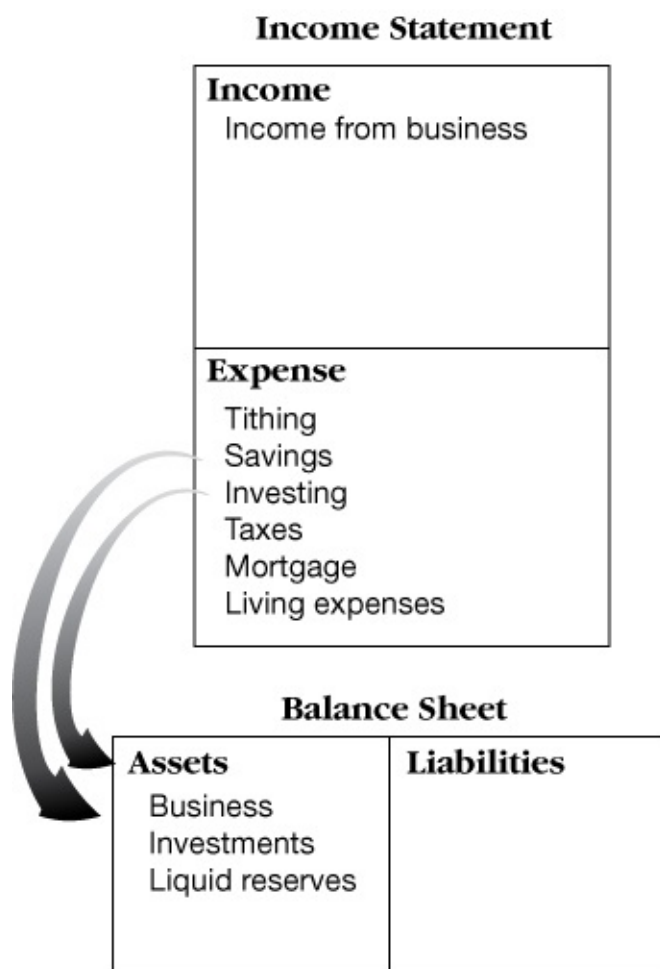 Income Statement
Income
Income from business
Expense
Tithing
Savings
Investing
Taxes
Mortgage
Living expenses
Balance Sheet
Assets
Business
Investments
Liquid reserves
Liabilities